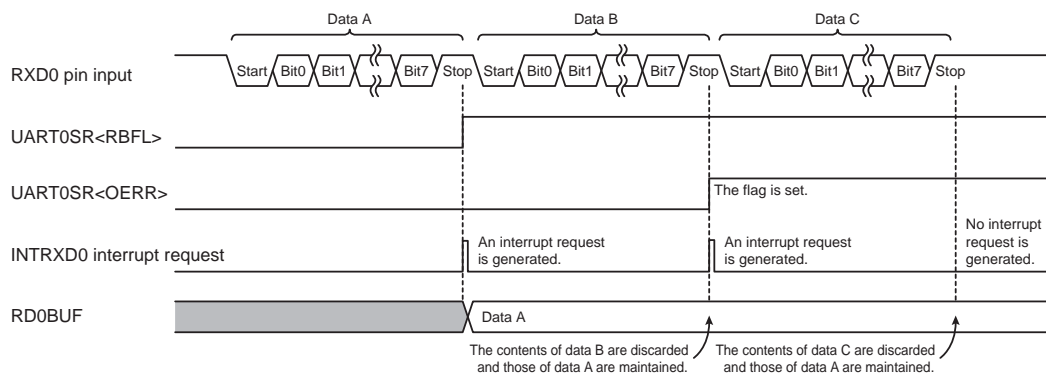 Data A Data B Data C
RXD0 pin input Start Bit0 Bit1 Bit7 Stop Start Bit0 Bit1 Bit7 Stop Start Bit0 Bit1 Bit7 Stop
UART0SR<RBFL>
UART0SR<OERR> The flag is set.
INTRXD0 interrupt request
An interrupt request
is generated.
An interrupt request
is generated.
No interrupt
request is
generated.
RD0BUF Data A
The contents of data B are discarded
and those of data A are maintained.
The contents of data C are discarded
and those of data A are maintained.